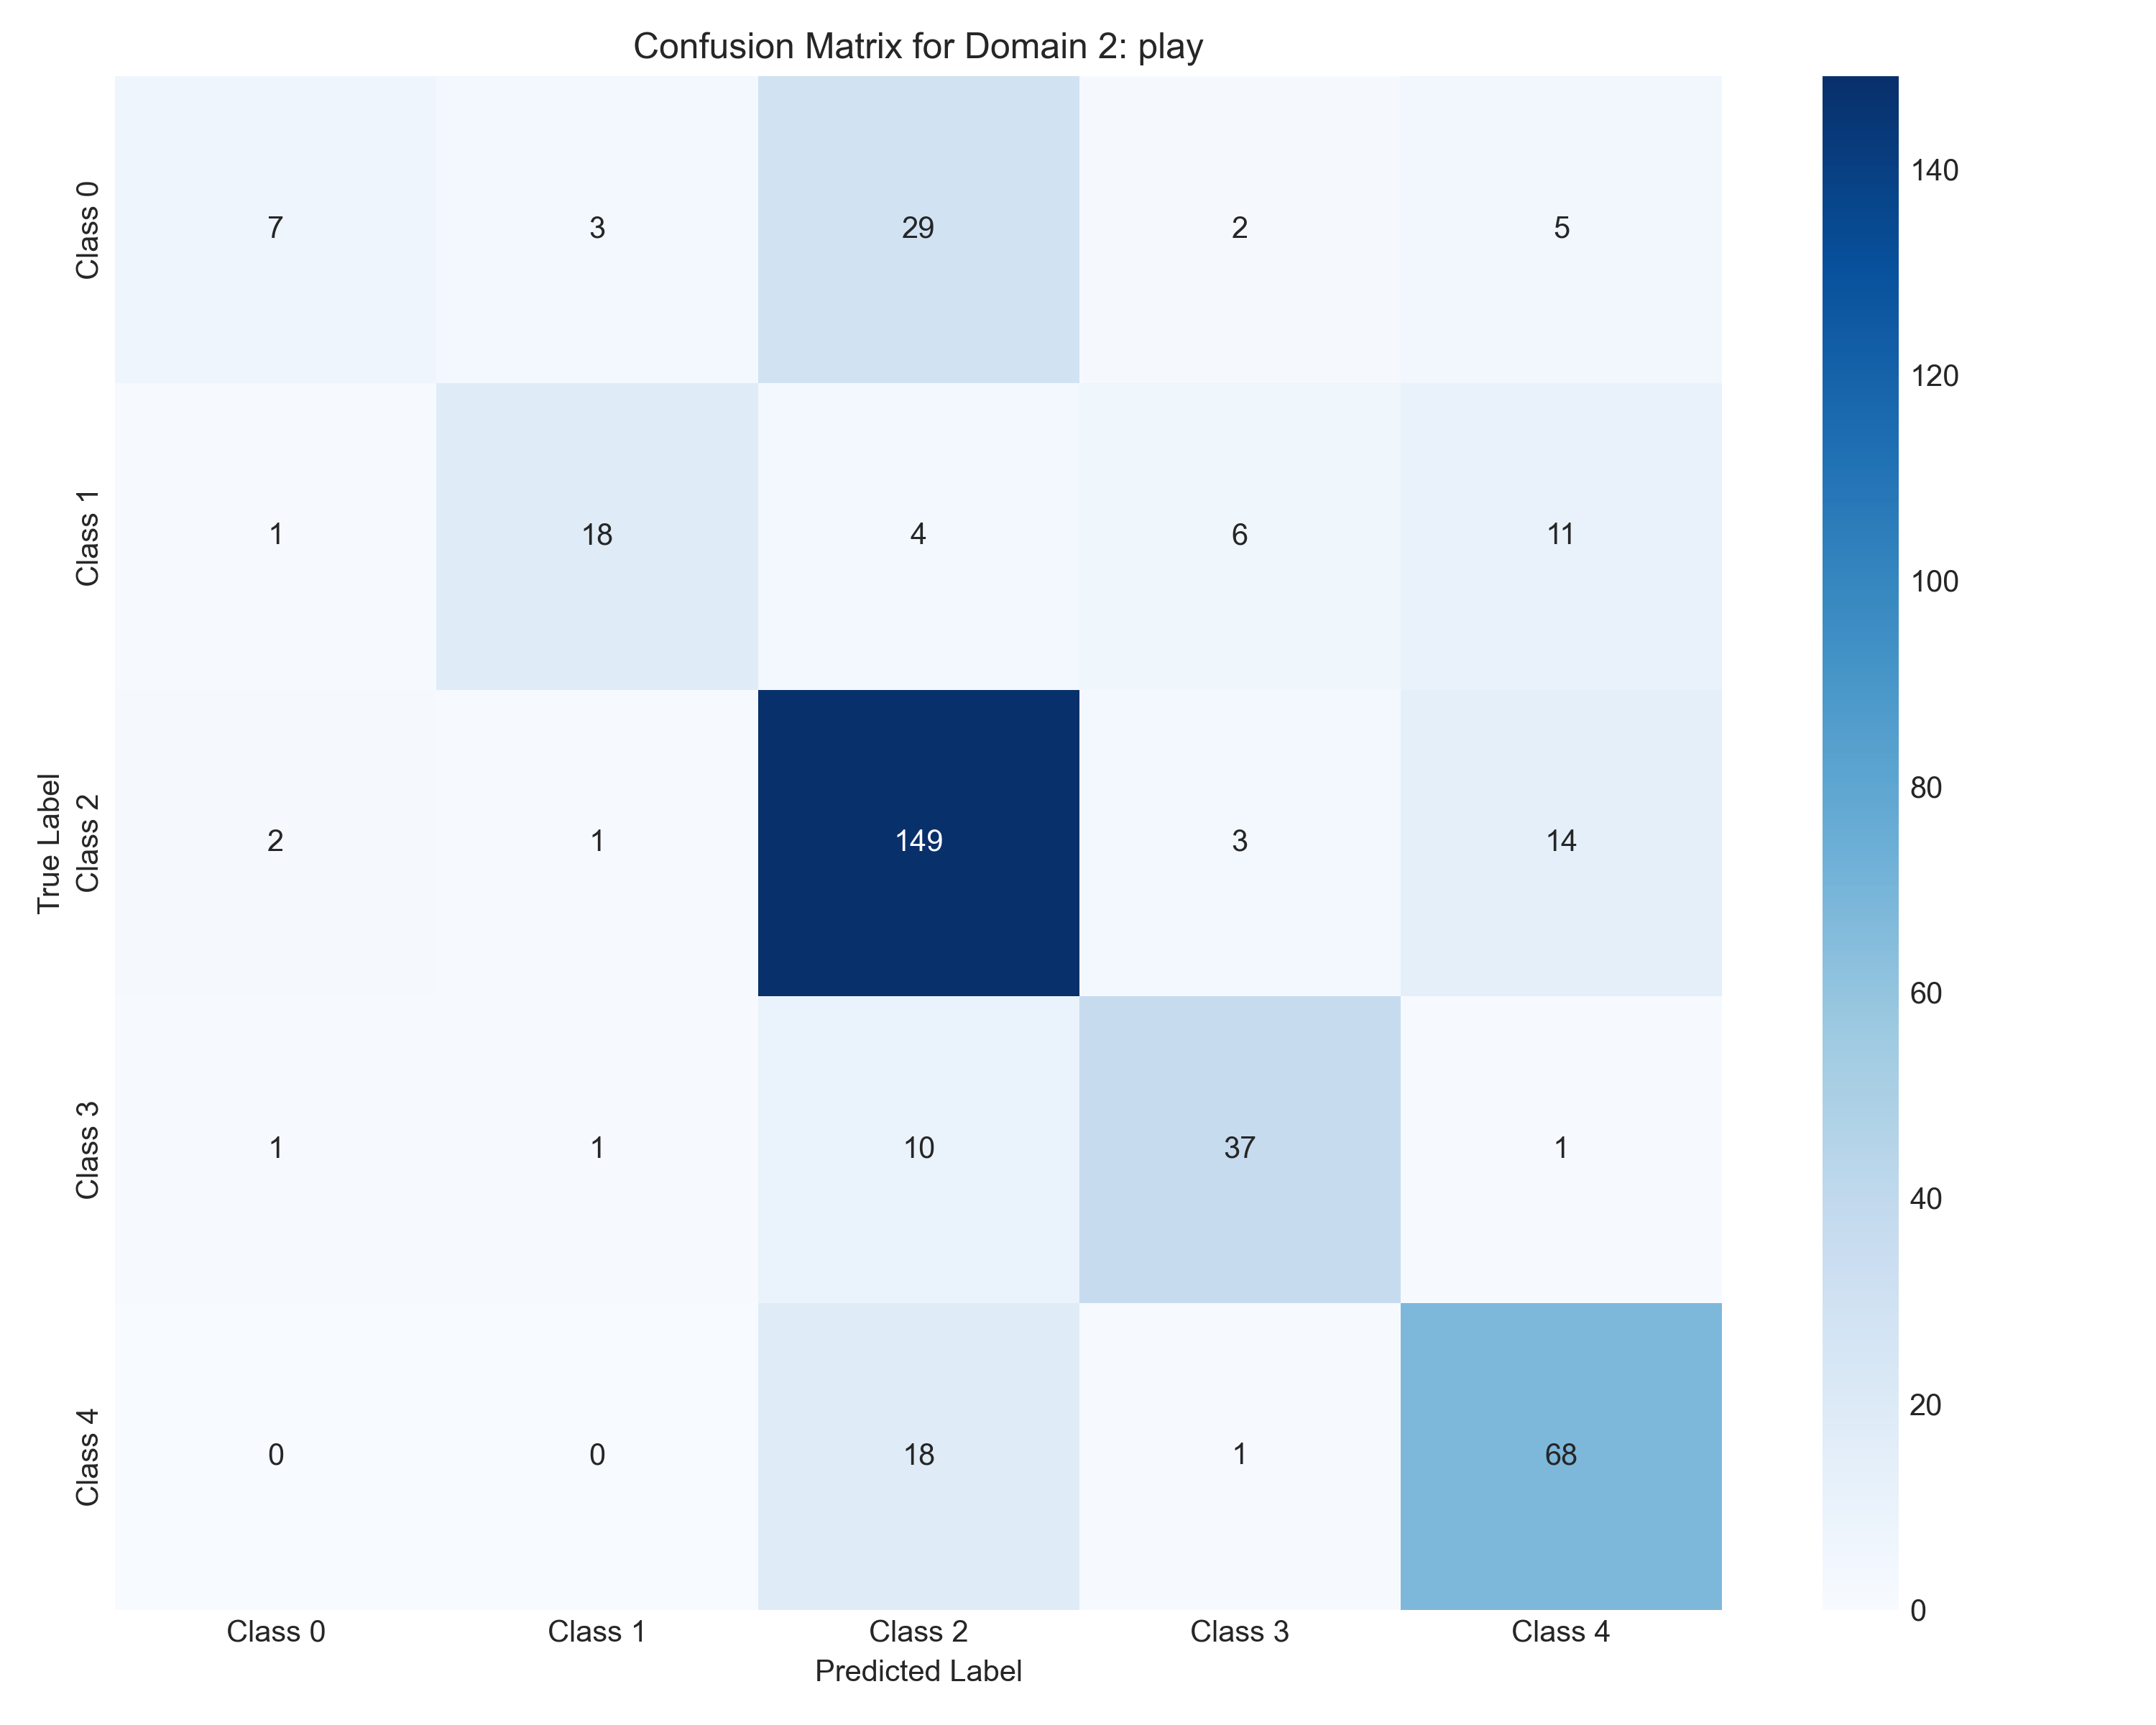 Confusion Matrix for Domain 2: play
True Label
Class 0
7 3 29 2 5
Class 1
1 18 4 6 11
Class 2
2 1 149 3 14
Class 3
1 1 10 37 1
Class 4
0 0 18 1 68
Class 0 Class 1 Class 2 Class 3 Class 4
Predicted Label
140
120
100
80
60
40
20
0